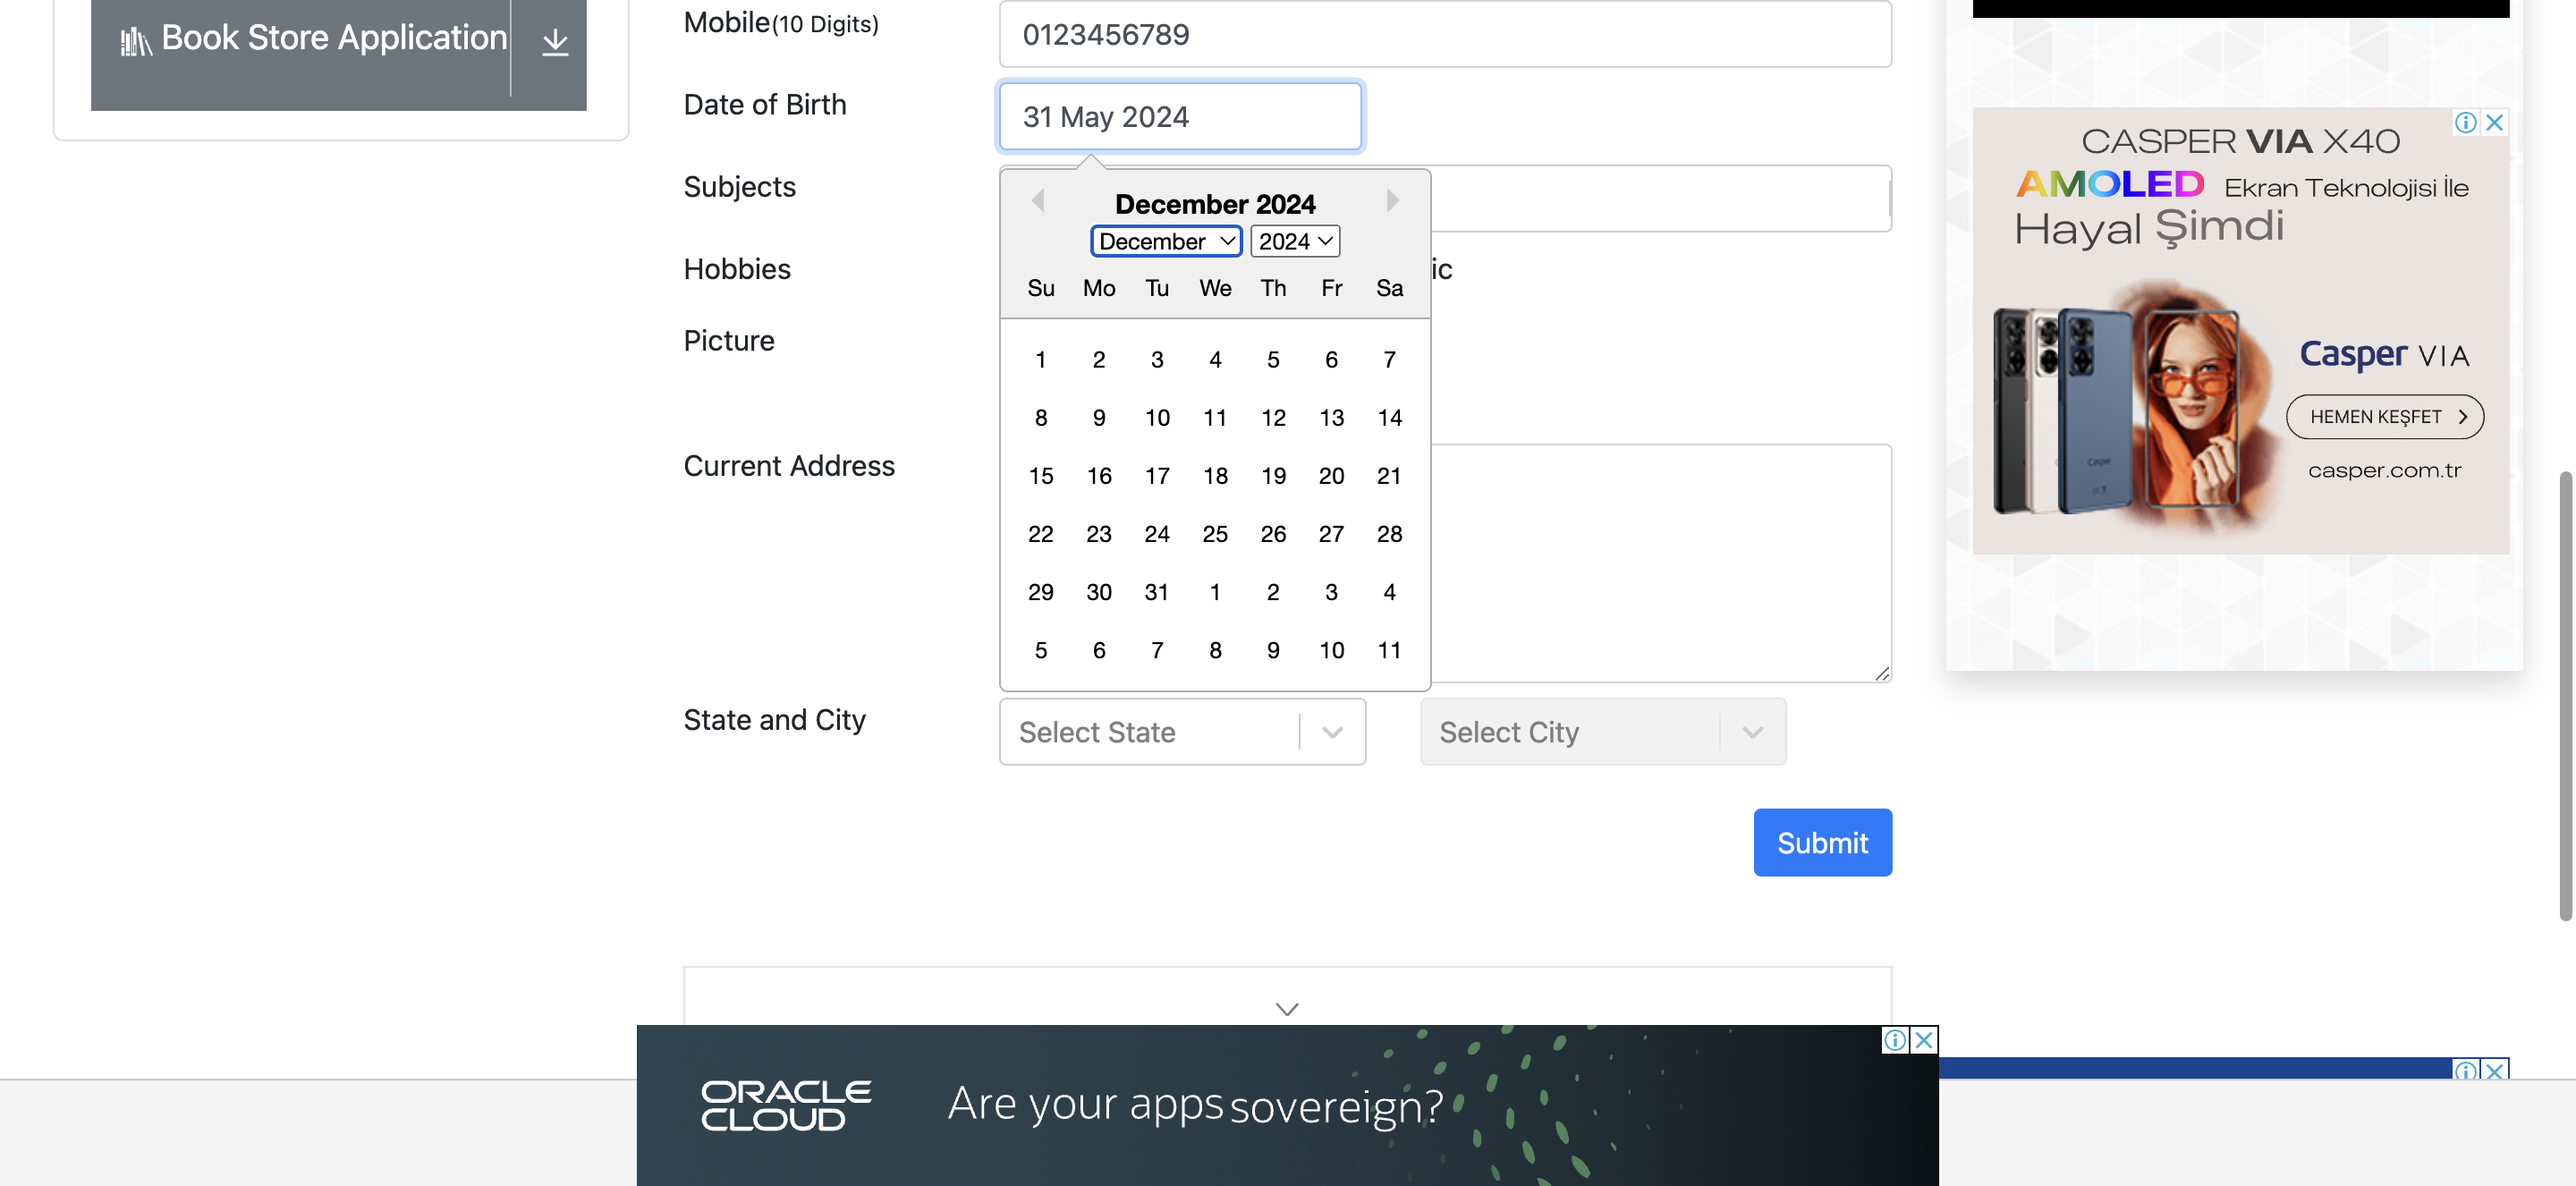 Book Store Application
Mobile(10 Digits)
0123456789
Date of Birth
31 May 2024
Subjects
December 2024
December 2024
Su Mo Tu We Th Fr Sa
1 2 3 4 5 6 7
8 9 10 11 12 13 14
15 16 17 18 19 20 21
22 23 24 25 26 27 28
29 30 31 1 2 3 4
5 6 7 8 9 10 11
Hobbies
ic
Picture
Current Address
State and City
Select State
Select City
Submit
CASPER VIA X40
AMOLED Ekran Teknolojisi İle
Hayal Şimdi
Casper VIA
HEMEN KEŞFET
casper.com.tr
Casper
ORACLE
CLOUD
Are your apps sovereign?